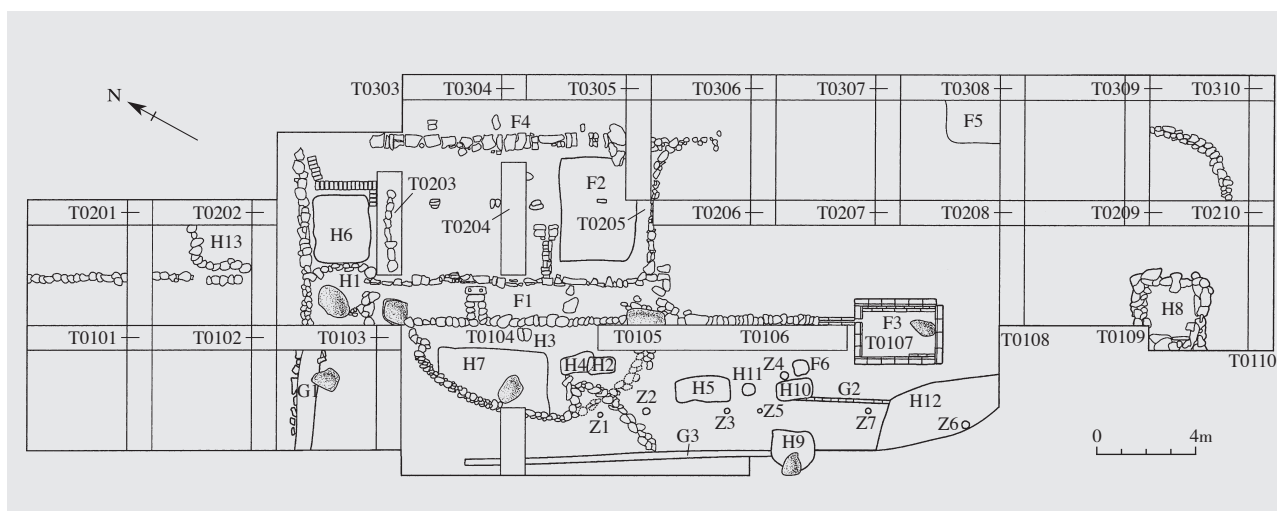 T0303 T0304 T0305 T0306 T0307 T0308 T0309 T0310
N
F4
F5
T0203
F2
T0201 T0202 T0204 T0205 T0206 T0207 T0208 T0209 T0210
H13 H6
H1
F1
H8
F3
T0101 T0102 T0103 T0104 H3 T0105 T0106 T0107 T0108 T0109
T0110
H7 H4 H2 Z4 F6
G1 H5 H11 H10 G2 H12
Z1 Z2 Z3 Z5 Z7 Z6
G3 H9
0 4m